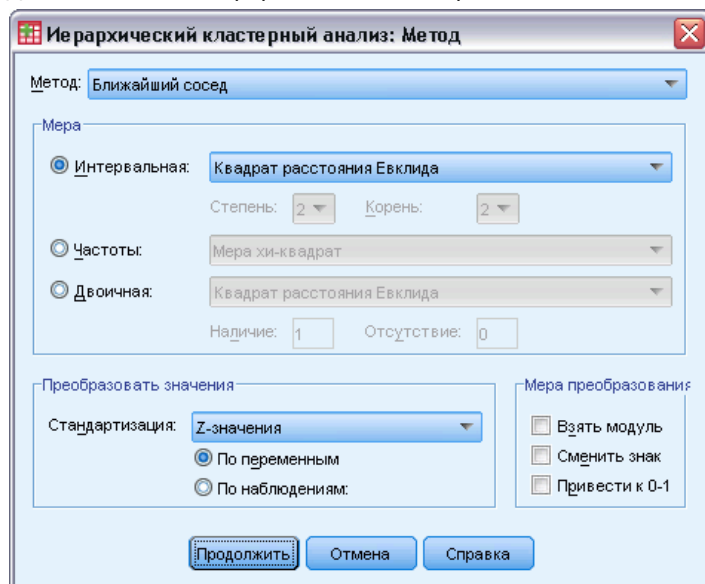 Иерархический кластерный анализ: Метод
Метод: Ближайший сосед
Мера
Интервальная: Квадрат расстояния Евклида
Степень: 2 Корень: 2
Частоты: Мера хи-квадрат
Двоичная: Квадрат расстояния Евклида
Наличие: 1 Отсутствие: 0
Преобразовать значения
Стандартизация: Z-значения
По переменным
По наблюдениям:
Мера преобразования
Взять модуль
Сменить знак
Привести к 0-1
Продолжить Отмена Справка